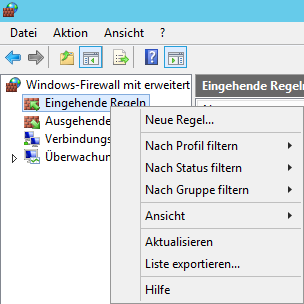 Datei Aktion Ansicht ?
Windows-Firewall mit erweitert
Eingehende Regeln
Eingehende Regeln
Ausgehende
Verbindungs
Überwachun
Neue Regel...
Nach Profil filtern
Nach Status filtern
Nach Gruppe filtern
Ansicht
Aktualisieren
Liste exportieren...
Hilfe